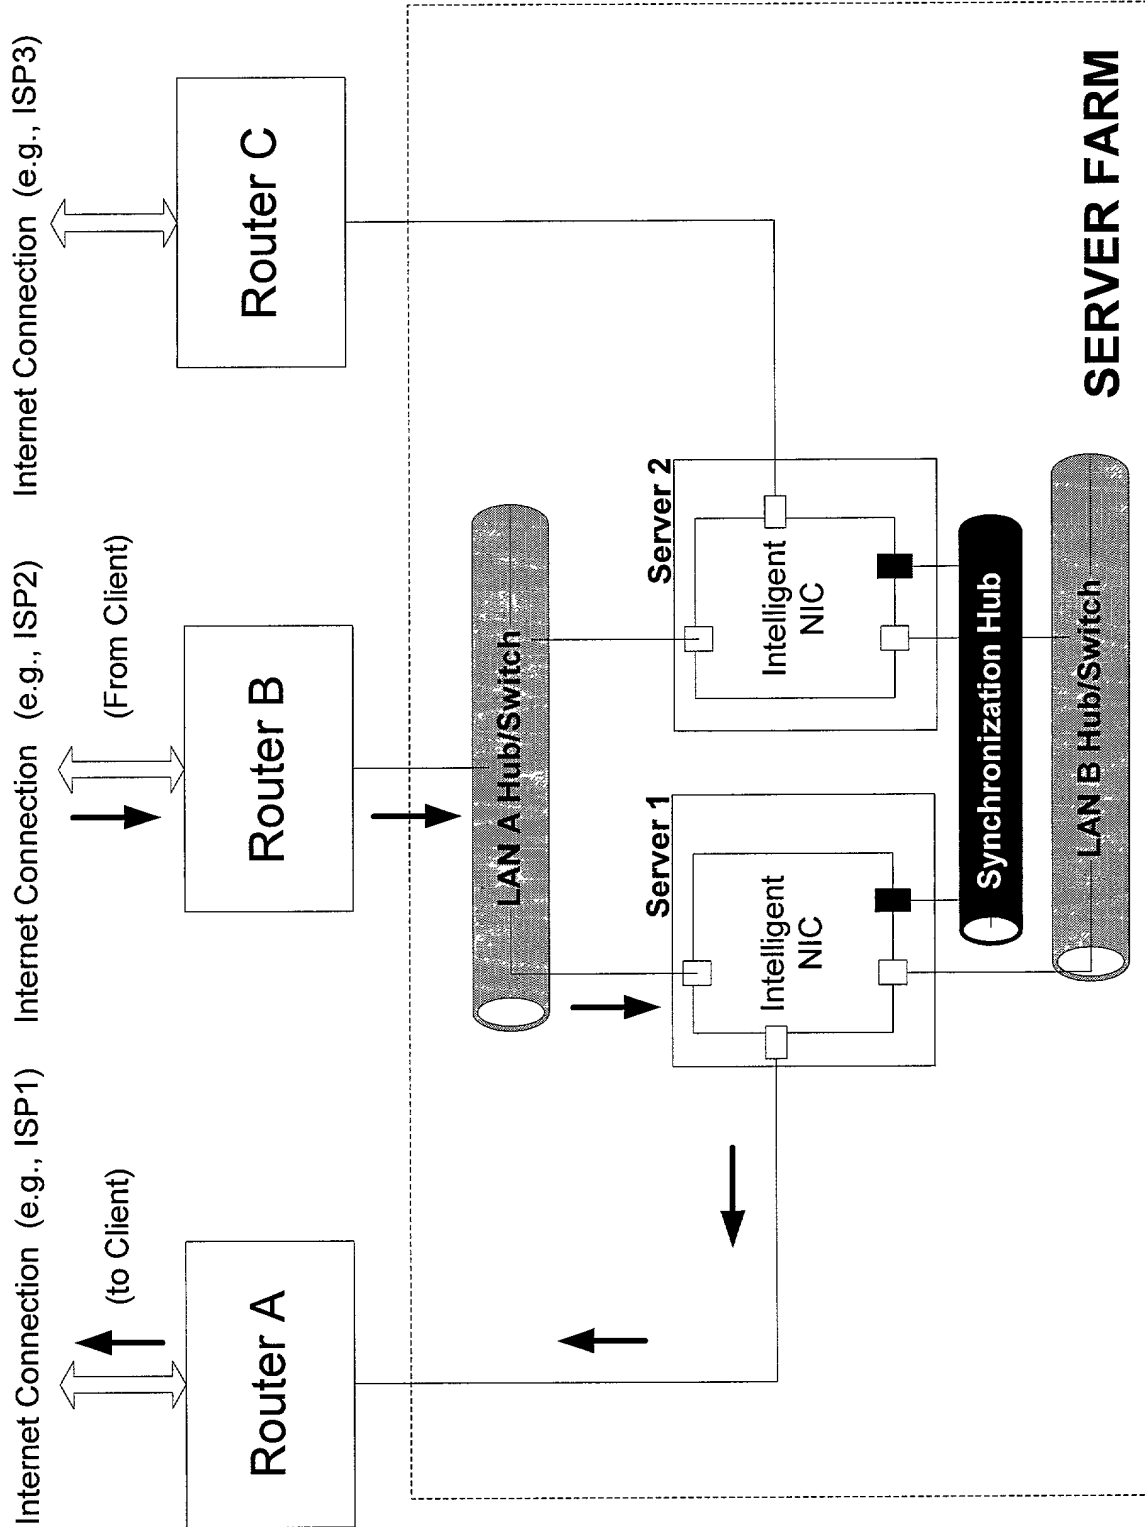 Internet Connection (e.g., ISP1)
Internet Connection (e.g., ISP2)
Internet Connection (e.g., ISP3)
(to Client)
(From Client)
Router A
Router B
Router C
LAN A Hub/Switch
Server 1
Server 2
Intelligent
NIC
Intelligent
NIC
Synchronization Hub
LAN B Hub/Switch
SERVER FARM